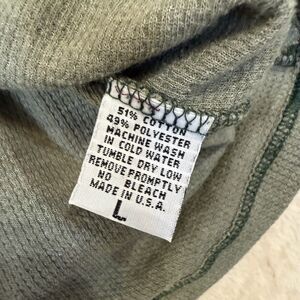 51% COTTON
49% POLYESTER
MACHINE WASH
IN COLD WATER
TUMBLE DRY LOW
REMOVE PROMPTLY
NO BLEACH
MADE IN U.S.A.
L